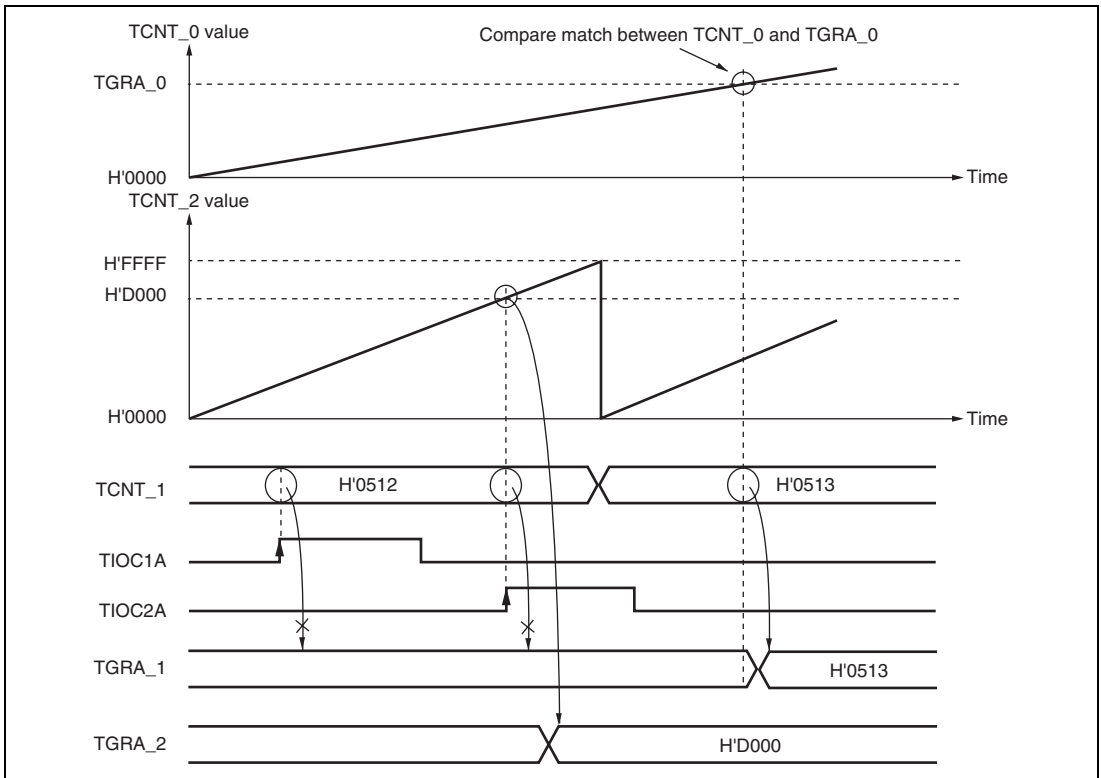 TCNT_0 value
Compare match between TCNT_0 and TGRA_0
TGRA_0
H'0000
Time
TCNT_2 value
H'FFFF
H'D000
H'0000
Time
TCNT_1
H'0512
H'0513
TIOC1A
TIOC2A
TGRA_1
H'0513
TGRA_2
H'D000